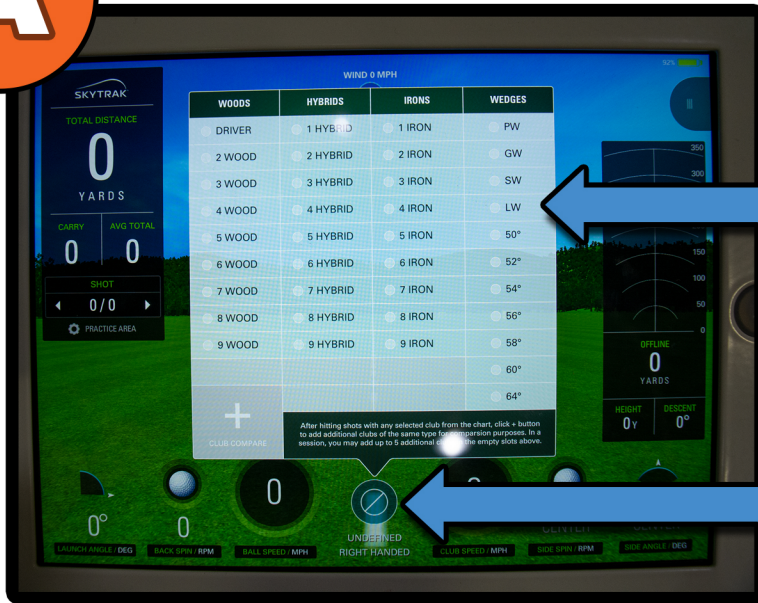 A
52%
SKYTRAK
WIND 0 MPH
TOTAL DISTANCE
0
YARDS
CARRY
AVG TOTAL
0
0
SHOT
0/0
PRACTICE AREA
WOODS HYBRIDS IRONS WEDGES
DRIVER 1 HYBRID 1 IRON PW
2 WOOD 2 HYBRID 2 IRON GW
3 WOOD 3 HYBRID 3 IRON SW
4 WOOD 4 HYBRID 4 IRON LW
5 WOOD 5 HYBRID 5 IRON 50°
6 WOOD 6 HYBRID 6 IRON 52°
7 WOOD 7 HYBRID 7 IRON 54°
8 WOOD 8 HYBRID 8 IRON 56°
9 WOOD 9 HYBRID 9 IRON 58°
60°
64°
CLUB COMPARE
After hitting shots with any selected club from the chart, click + button
to add additional clubs of the same type for comparsion purposes. In a
session, you may add up to 5 additional the empty slots above.
350
300
150
100
50
0
OFFLINE
0
YARDS
HEIGHT
DESCENT
0Y
0°
0°
LAUNCH ANGLE / DEG
0
BACK SPIN / RPM
0
BALL SPEED / MPH
UNDEFINED
RIGHT HANDED
CLUB SPEED / MPH
CENTER
SIDE SPIN / RPM
CENTER
SIDE ANGLE / DEG